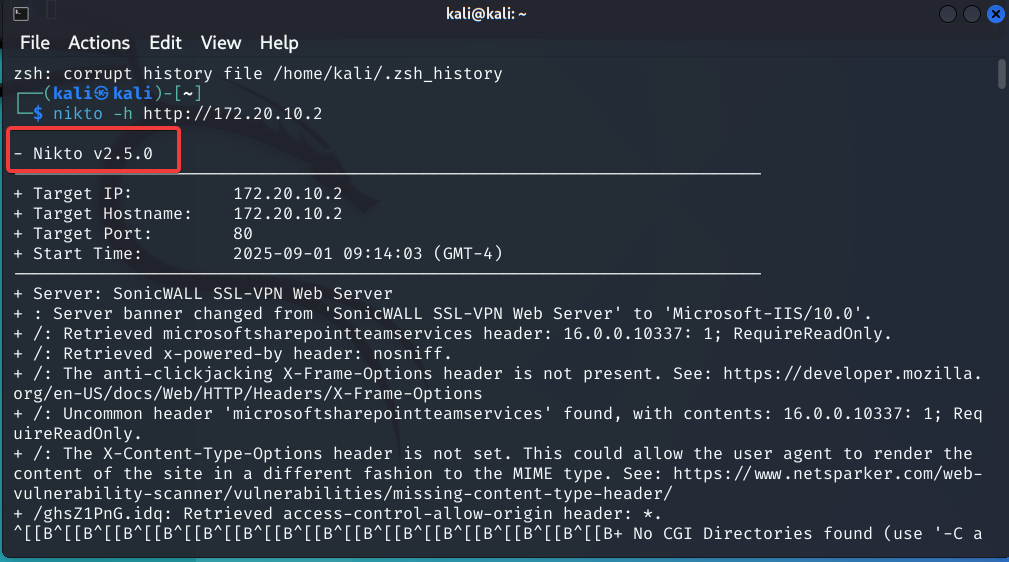 kali@kali: ~
File Actions Edit View Help
zsh: corrupt history file /home/kali/.zsh_history
┌──(kali㉿kali)-[~]
└─$ nikto -h http://172.20.10.2
- Nikto v2.5.0
+ Target IP: 172.20.10.2
+ Target Hostname: 172.20.10.2
+ Target Port: 80
+ Start Time: 2025-09-01 09:14:03 (GMT-4)
+ Server: SonicWALL SSL-VPN Web Server
+ : Server banner changed from 'SonicWALL SSL-VPN Web Server' to 'Microsoft-IIS/10.0'.
+ /: Retrieved microsoftsharepointteamservices header: 16.0.0.10337: 1; RequireReadOnly.
+ /: Retrieved x-powered-by header: nosniff.
+ /: The anti-clickjacking X-Frame-Options header is not present. See: https://developer.mozilla.
org/en-US/docs/Web/HTTP/Headers/X-Frame-Options
+ /: Uncommon header 'microsoftsharepointteamservices' found, with contents: 16.0.0.10337: 1; Req
uireReadOnly.
+ /: The X-Content-Type-Options header is not set. This could allow the user agent to render the
content of the site in a different fashion to the MIME type. See: https://www.netsparker.com/web-
vulnerability-scanner/vulnerabilities/missing-content-type-header/
+ /ghsZ1PnG.idq: Retrieved access-control-allow-origin header: *.
^[[B^[[B^[[B^[[B^[[B^[[B^[[B^[[B^[[B^[[B^[[B^[[B^[[B^[[B^[[B+ No CGI Directories found (use '-C a